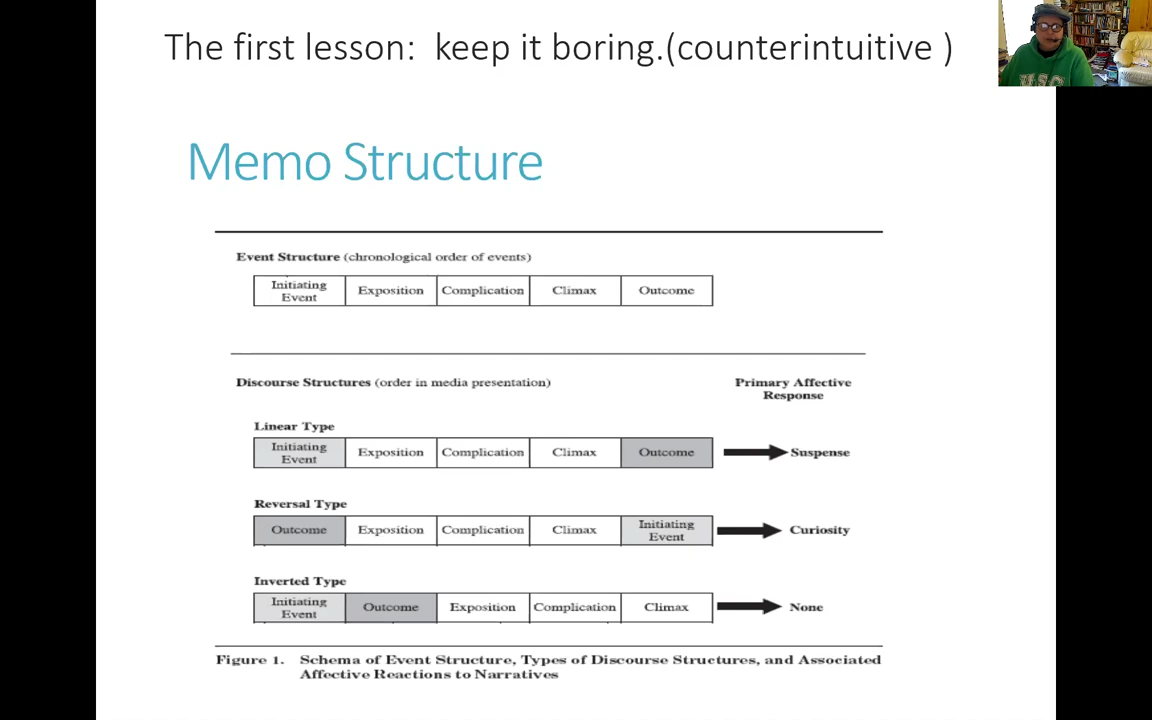 The first lesson:  keep it boring.(counterintuitive )
Memo Structure
Event Structure (chronological order of events)
Initiating Event
Exposition
Complication
Climax
Outcome
Discourse Structures (order in media presentation)
Primary Affective
Response
Linear Type
Initiating Event
Exposition
Complication
Climax
Outcome
Suspense
Reversal Type
Outcome
Exposition
Complication
Climax
Initiating Event
Curiosity
Inverted Type
Initiating Event
Outcome
Exposition
Complication
Climax
None
Figure 1. Schema of Event Structure, Types of Discourse Structures, and Associated
Affective Reactions to Narratives